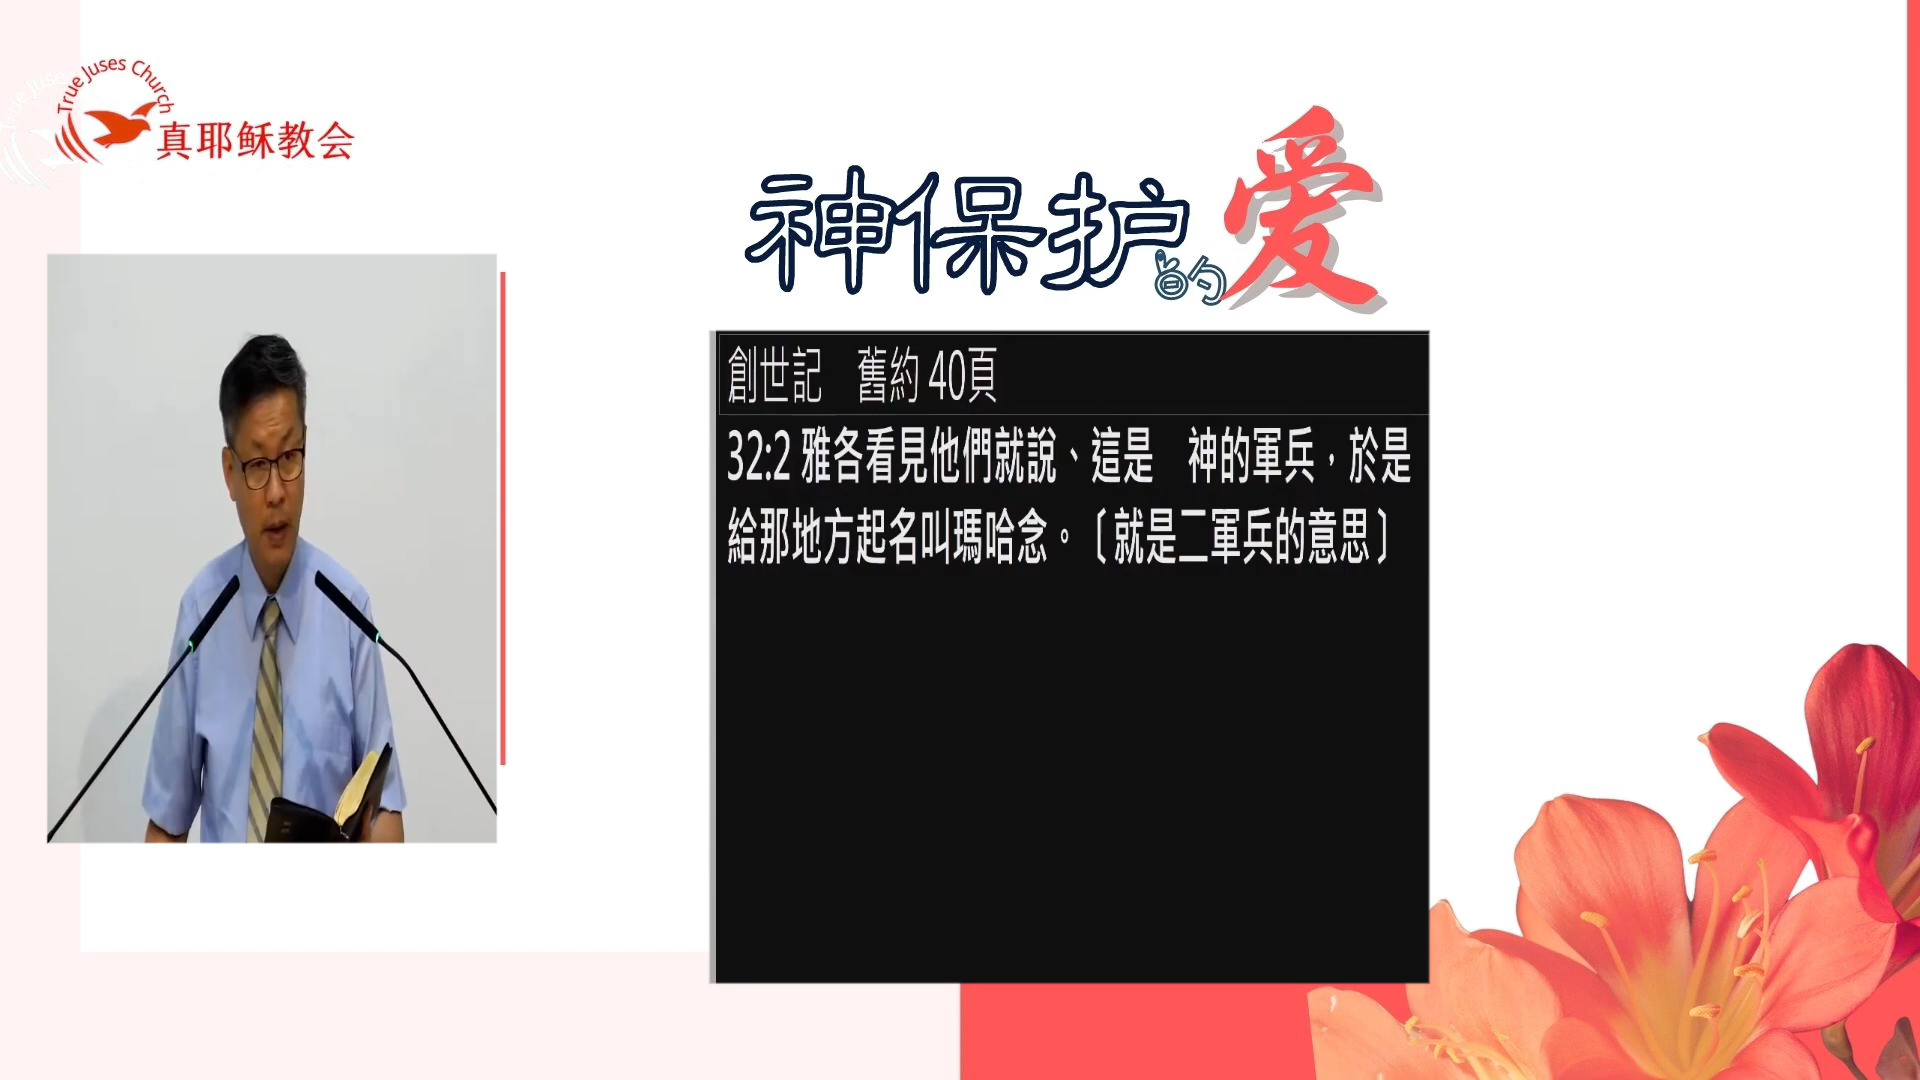 True Juses Church
真耶稣教会
神保护的爱
創世記　舊約 40頁
32:2 雅各看見他們就說、這是　神的軍兵，於是
給那地方起名叫瑪哈念。〔就是二軍兵的意思〕